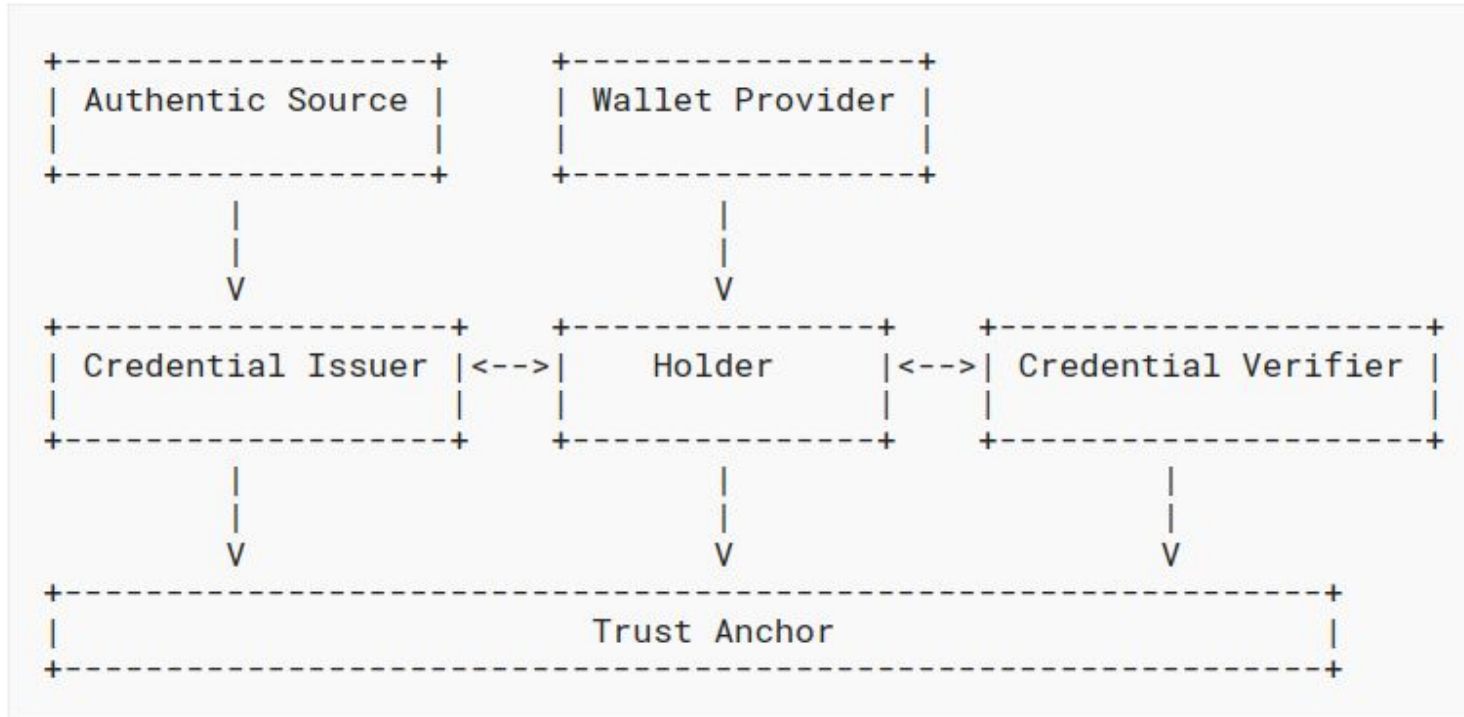 +------------------+     +-----------------+
| Authentic Source |     | Wallet Provider |
|                  |     |                 |
+------------------+     +-----------------+
         |                       |
         |                       |
         V                       V
+-------------------+    +---------------+    +---------------------+
| Credential Issuer |<-->|    Holder     |<-->| Credential Verifier |
|                   |    |               |    |                     |
+-------------------+    +---------------+    +---------------------+
         |                       |                     |
         |                       |                     |
         V                       V                     V
+--------------------------------------------------------------+
|                          Trust Anchor                        |
+--------------------------------------------------------------+